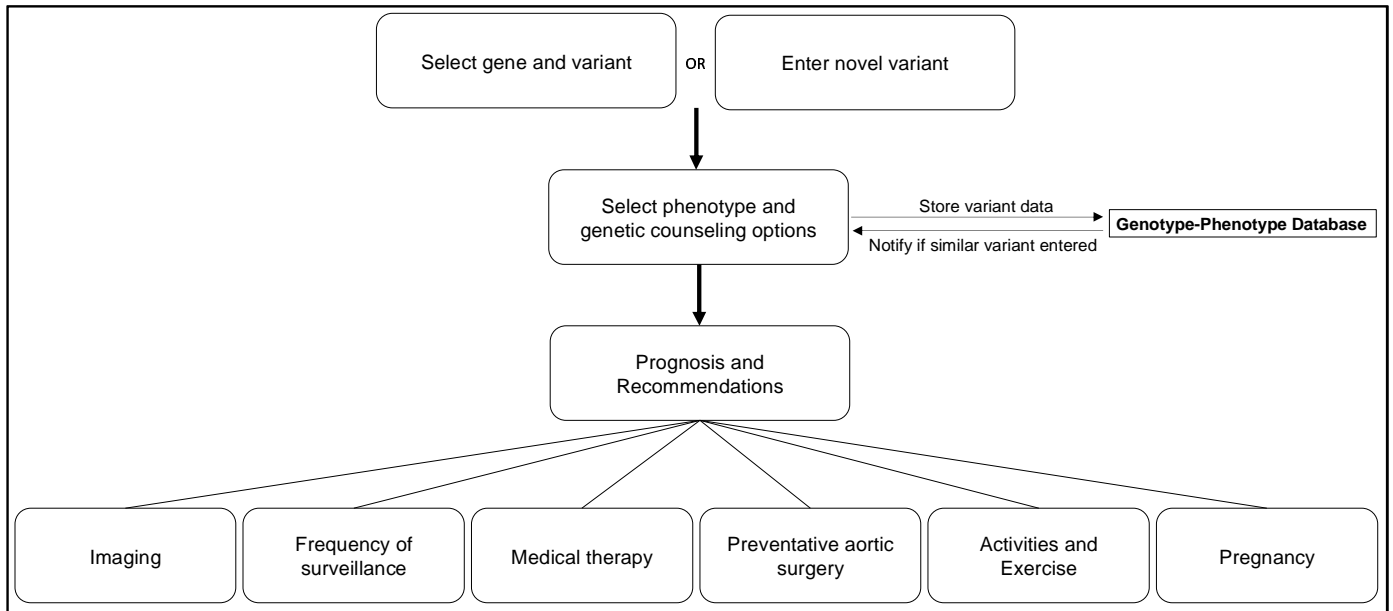 Select gene and variant
OR
Enter novel variant
Select phenotype and
genetic counseling options
Store variant data
Genotype-Phenotype Database
Notify if similar variant entered
Prognosis and
Recommendations
Imaging
Frequency of
surveillance
Medical therapy
Preventative aortic
surgery
Activities and
Exercise
Pregnancy